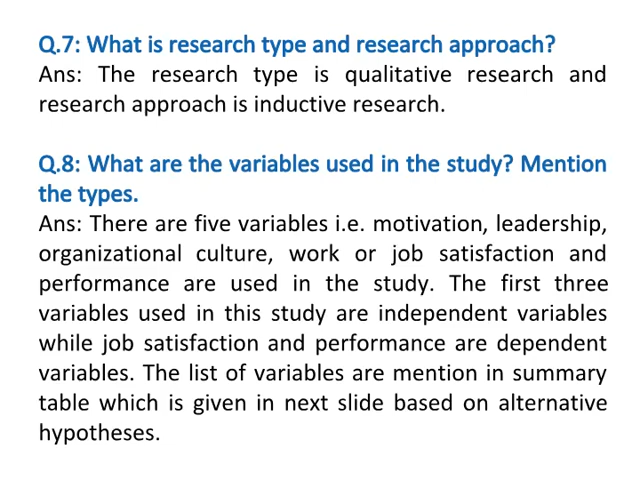 Q.7: What is research type and research approach?
Ans: The research type is qualitative research and
research approach is inductive research.
Q.8: What are the variables used in the study? Mention
the types.
Ans: There are five variables i.e. motivation, leadership,
organizational culture, work or job satisfaction and
performance are used in the study. The first three
variables used in this study are independent variables
while job satisfaction and performance are dependent
variables. The list of variables are mention in summary
table which is given in next slide based on alternative
hypotheses.